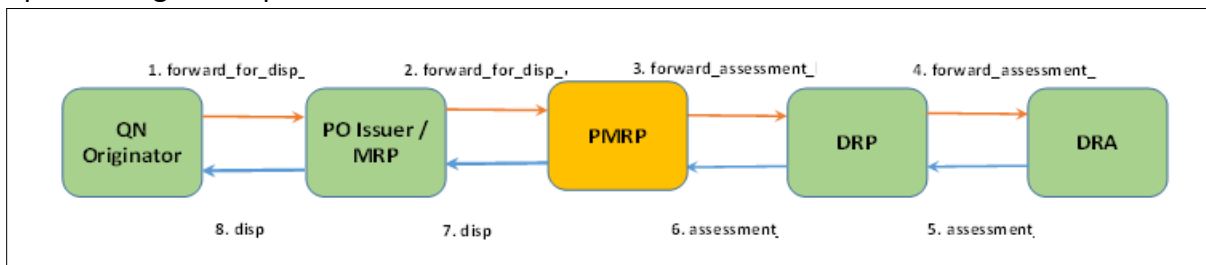 1. forward_for_disp_
2. forward_for_disp_
3. forward_assessment_
4. forward_assessment_
QN
Originator
PO Issuer /
MRP
PMRP
DRP
DRA
8. disp
7. disp
6. assessment_
5. assessment_